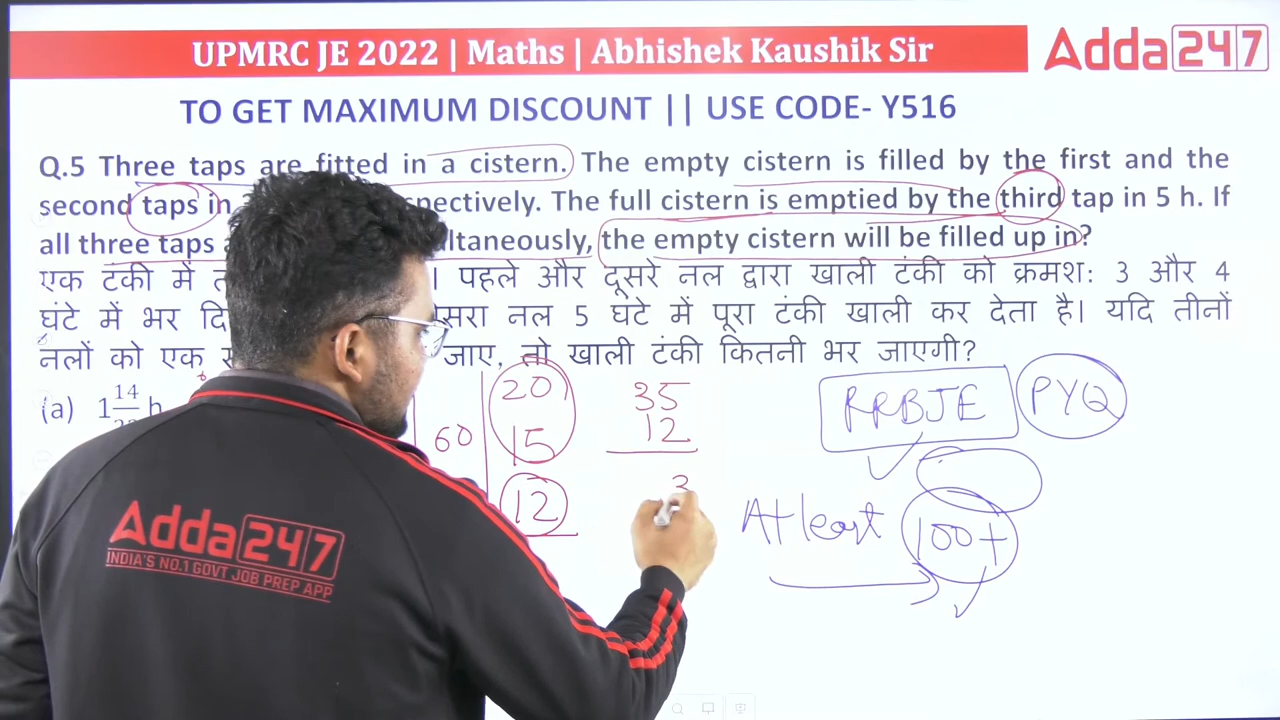 UPMRC JE 2022 | Maths | Abhishek Kaushik Sir
Adda247
TO GET MAXIMUM DISCOUNT || USE CODE- Y516
Q.5 Three taps are fitted in a cistern. The empty cistern is filled by the first and the
second taps in spectively. The full cistern is emptied by the third tap in 5 h. If
all three taps ultaneously, the empty cistern will be filled up in?
एक टंकी में । पहले और दूसरे नल द्वारा खाली टंकी को क्रमश: 3 और 4
घंटे में भर सरा नल 5 घंटे में पूरा टंकी खाली कर देता है। यदि तीनों
नलों को एक जाए, तो खाली टंकी कितनी भर जाएगी?
(a) 1 14 h
60
20
15
12
35
12
RRBJE PYQ
At least 100+
Adda247
INDIA'S NO.1 GOVT JOB PREP APP